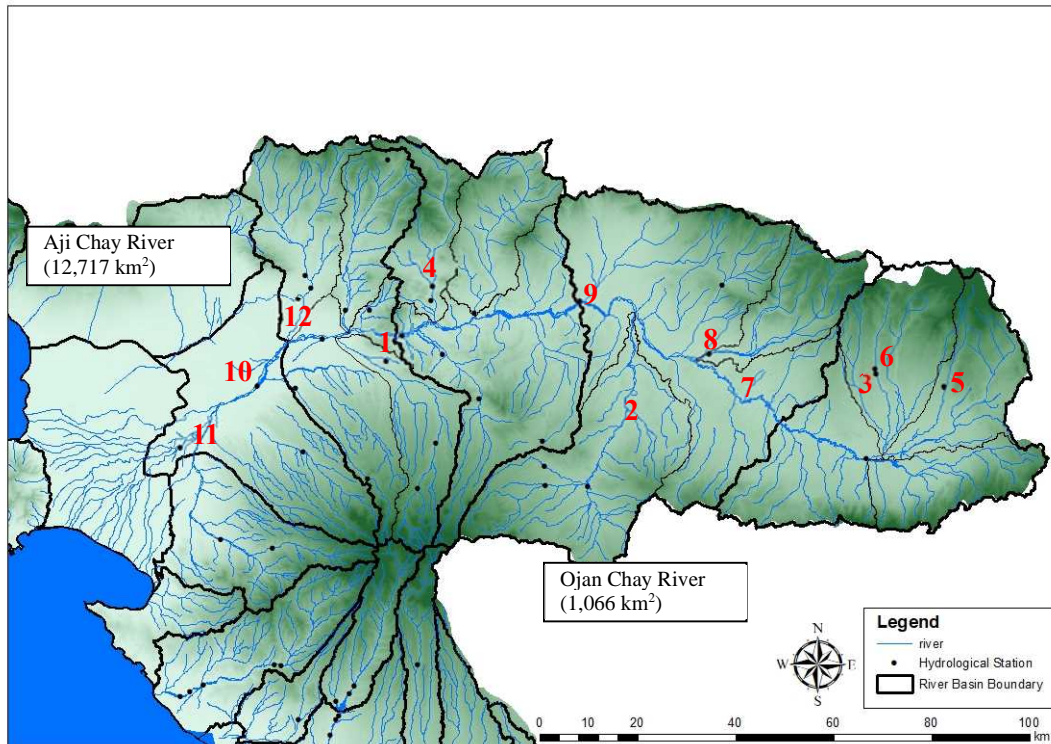 Aji Chay River
(12,717 km²)
4
9
12
1
8
10
6
3
5
7
2
11
Ojan Chay River
(1,066 km²)
N
W
E
S
Legend
river
Hydrological Station
River Basin Boundary
0
10
20
40
60
80
100
km